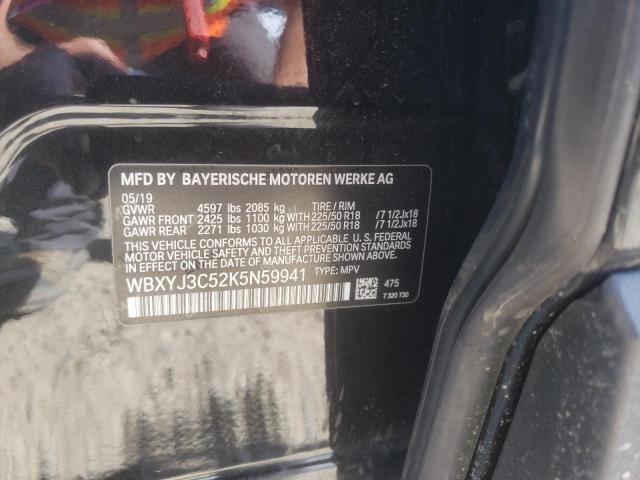 MFD BY BAYERISCHE MOTOREN WERKE AG
05/19
GVWR 4597 lbs 2085 kg TIRE / RIM
GAWR FRONT 2425 lbs 1100 kg WITH 225/50 R18 /7 1/2Jx18
GAWR REAR 2271 lbs 1030 kg WITH 225/50 R18 /7 1/2Jx18
THIS VEHICLE CONFORMS TO ALL APPLICABLE U. S. FEDERAL
MOTOR VEHICLE SAFETY AND THEFT PREVENTION
STANDARDS IN EFFECT ON THE DATE OF MANUFACTURE SHOWN ABOVE.
WBXYJ3C52K5N59941 TYPE: MPV
475
7 320 730